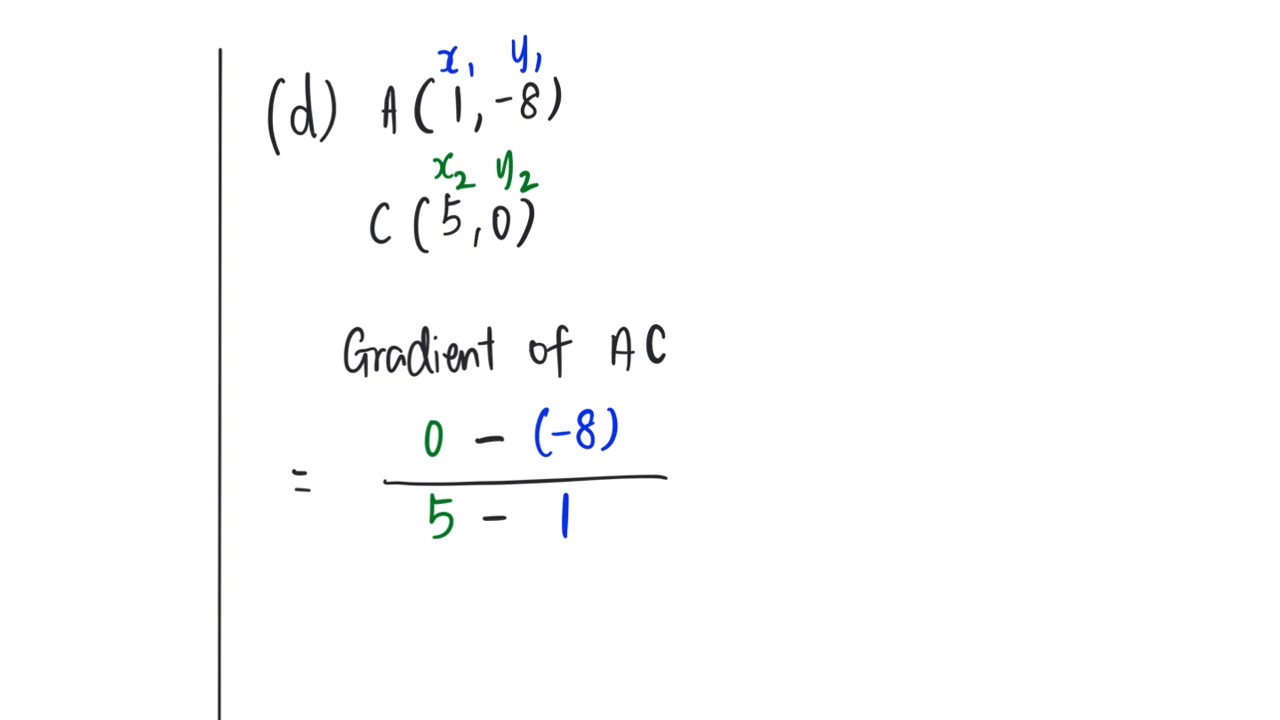 x₁ y₁
(d) A(1,-8)
x₂ y₂
C(5,0)
Gradient of AC
0 - (-8)
=
5 - 1